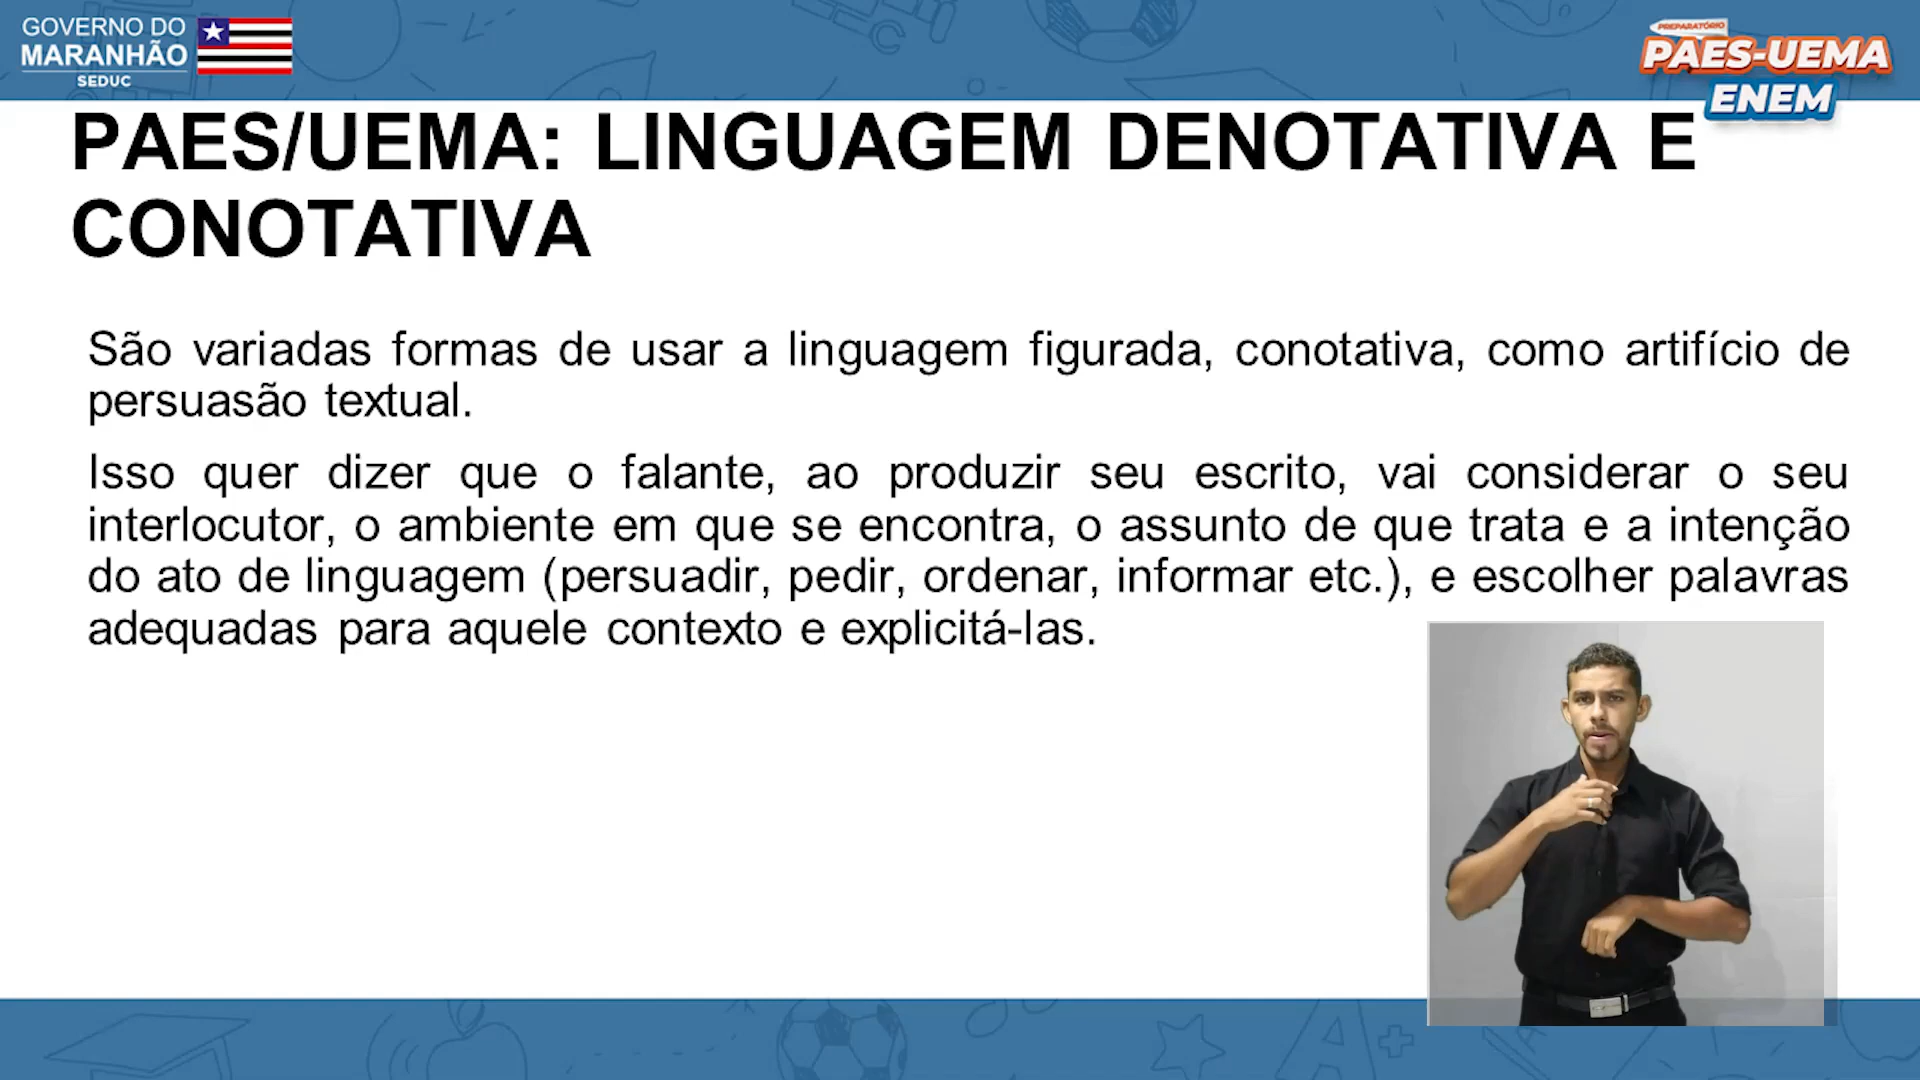 GOVERNO DO
MARANHÃO
SEDUC
PREPARATÓRIO
PAES-UEMA
ENEM
PAES/UEMA: LINGUAGEM DENOTATIVA E
CONOTATIVA
São variadas formas de usar a linguagem figurada, conotativa, como artifício de
persuasão textual.
Isso quer dizer que o falante, ao produzir seu escrito, vai considerar o seu
interlocutor, o ambiente em que se encontra, o assunto de que trata e a intenção
do ato de linguagem (persuadir, pedir, ordenar, informar etc.), e escolher palavras
adequadas para aquele contexto e explicitá-las.